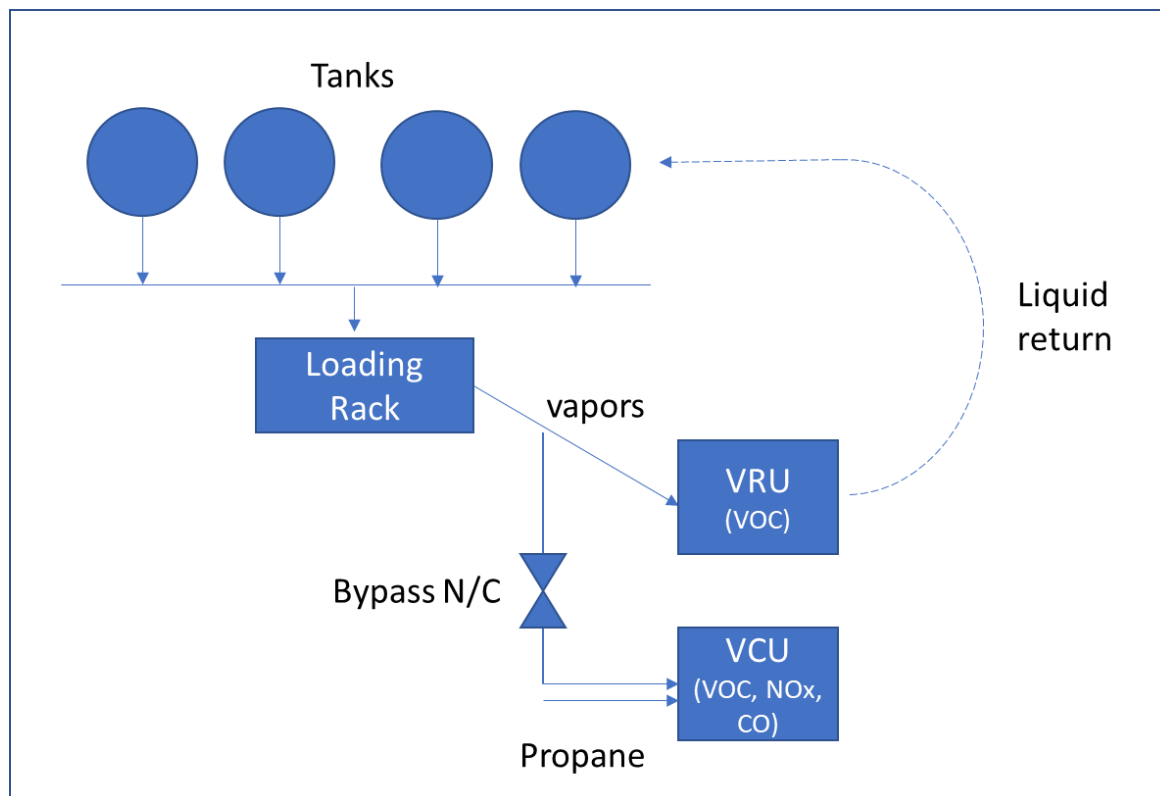 Tanks
Loading
Rack
vapors
Liquid
return
VRU
(VOC)
Bypass N/C
VCU
(VOC, NOx,
CO)
Propane